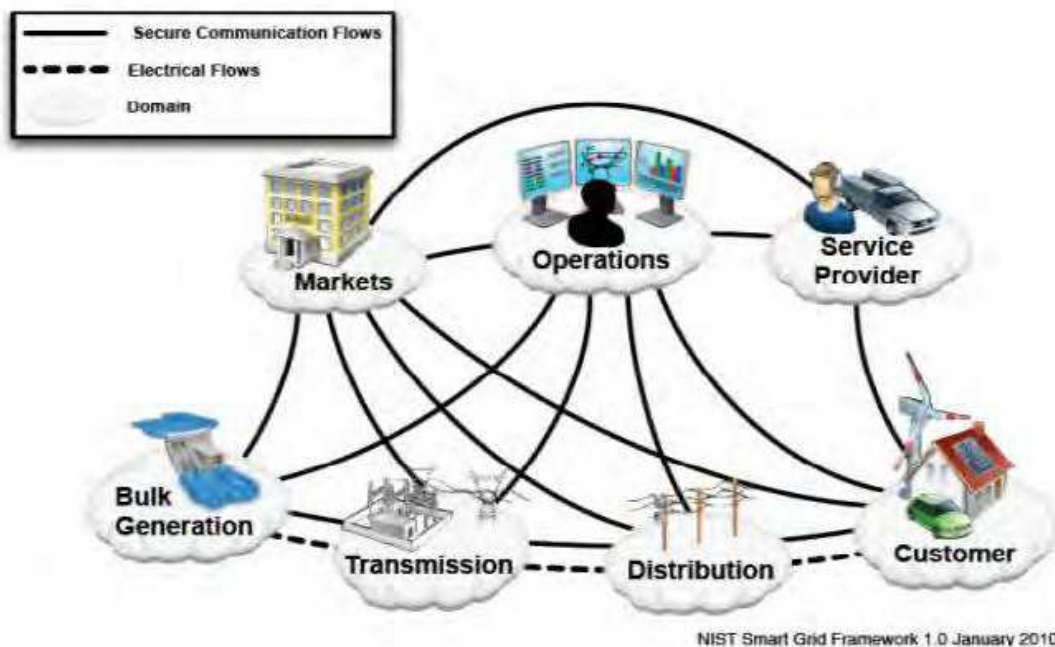 Secure Communication Flows
Electrical Flows
Domain
Markets
Operations
Service
Provider
Bulk
Generation
Transmission
Distribution
Customer
NIST Smart Grid Framework 1.0 January 2010